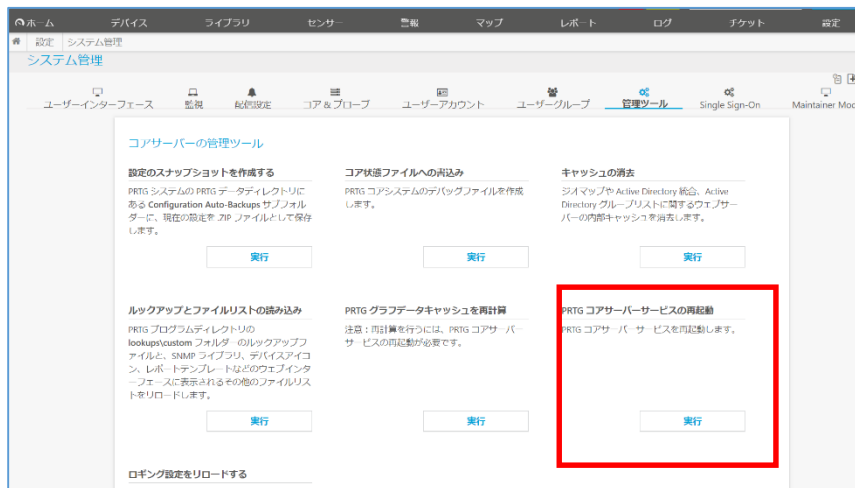 ホーム デバイス ライブラリ センサー 警報 マップ レポート ログ チケット 設定
設定 システム管理
システム管理
ユーザーインターフェース 監視 配信設定 コア＆プローブ ユーザーアカウント ユーザーグループ 管理ツール Single Sign-On Maintainer Mod
コアサーバーの管理ツール
設定のスナップショットを作成する
PRTG システムの PRTG データディレクトリに
ある Configuration Auto-Backups サブフォル
ダーに、現在の設定を .ZIP ファイルとして保存
します。
実行
コア状態ファイルへの書込み
PRTG コアシステムのデバッグファイルを作成
します。
実行
キャッシュの消去
ジオマップや Active Directory 統合、Active
Directory グループリストに関するウェブサー
バーの内部キャッシュを消去します。
実行
ルックアップとファイルリストの読み込み
PRTG プログラムディレクトリの
lookups\custom フォルダーのルックアップフ
ァイルと、SNMP ライブラリ、デバイスアイコ
ン、レポートテンプレートなどのウェブインタ
ーフェースに表示されるその他のファイルリス
トをリロードします。
実行
PRTG グラフデータキャッシュを再計算
注意：再計算を行うには、PRTG コアサーバー
サービスの再起動が必要です。
実行
PRTG コアサーバーサービスの再起動
PRTG コアサーバーサービスを再起動します。
実行
ロギング設定をリロードする